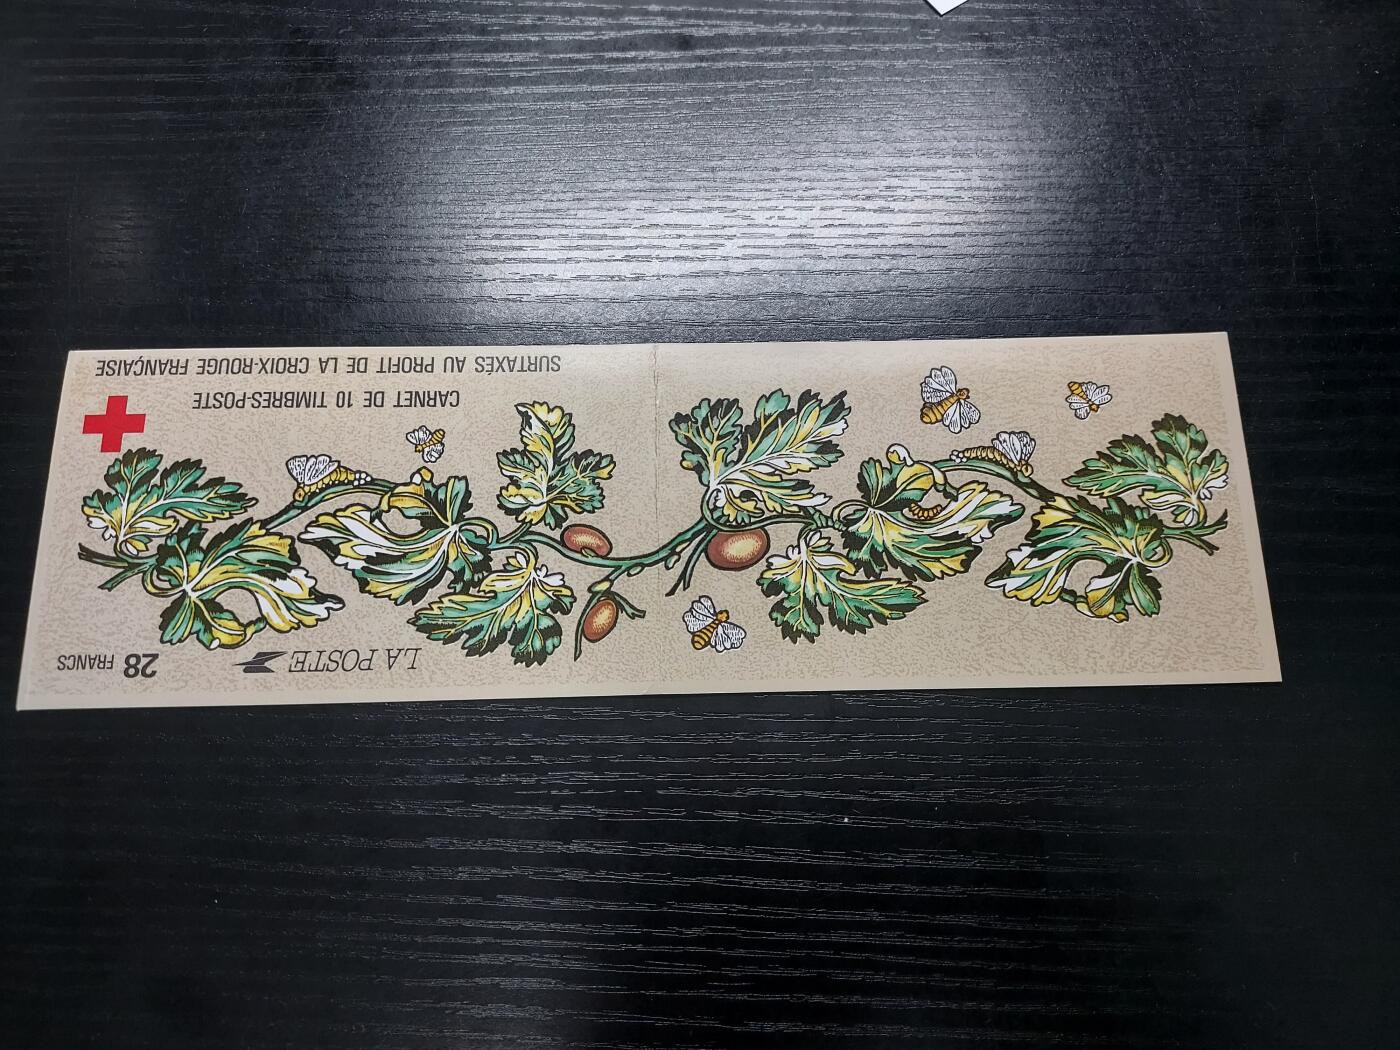 28 FRANCS
LA POSTE
CARNET DE 10 TIMBRES-POSTE
SURTAXÉS AU PROFIT DE LA CROIX-ROUGE FRANÇAISE